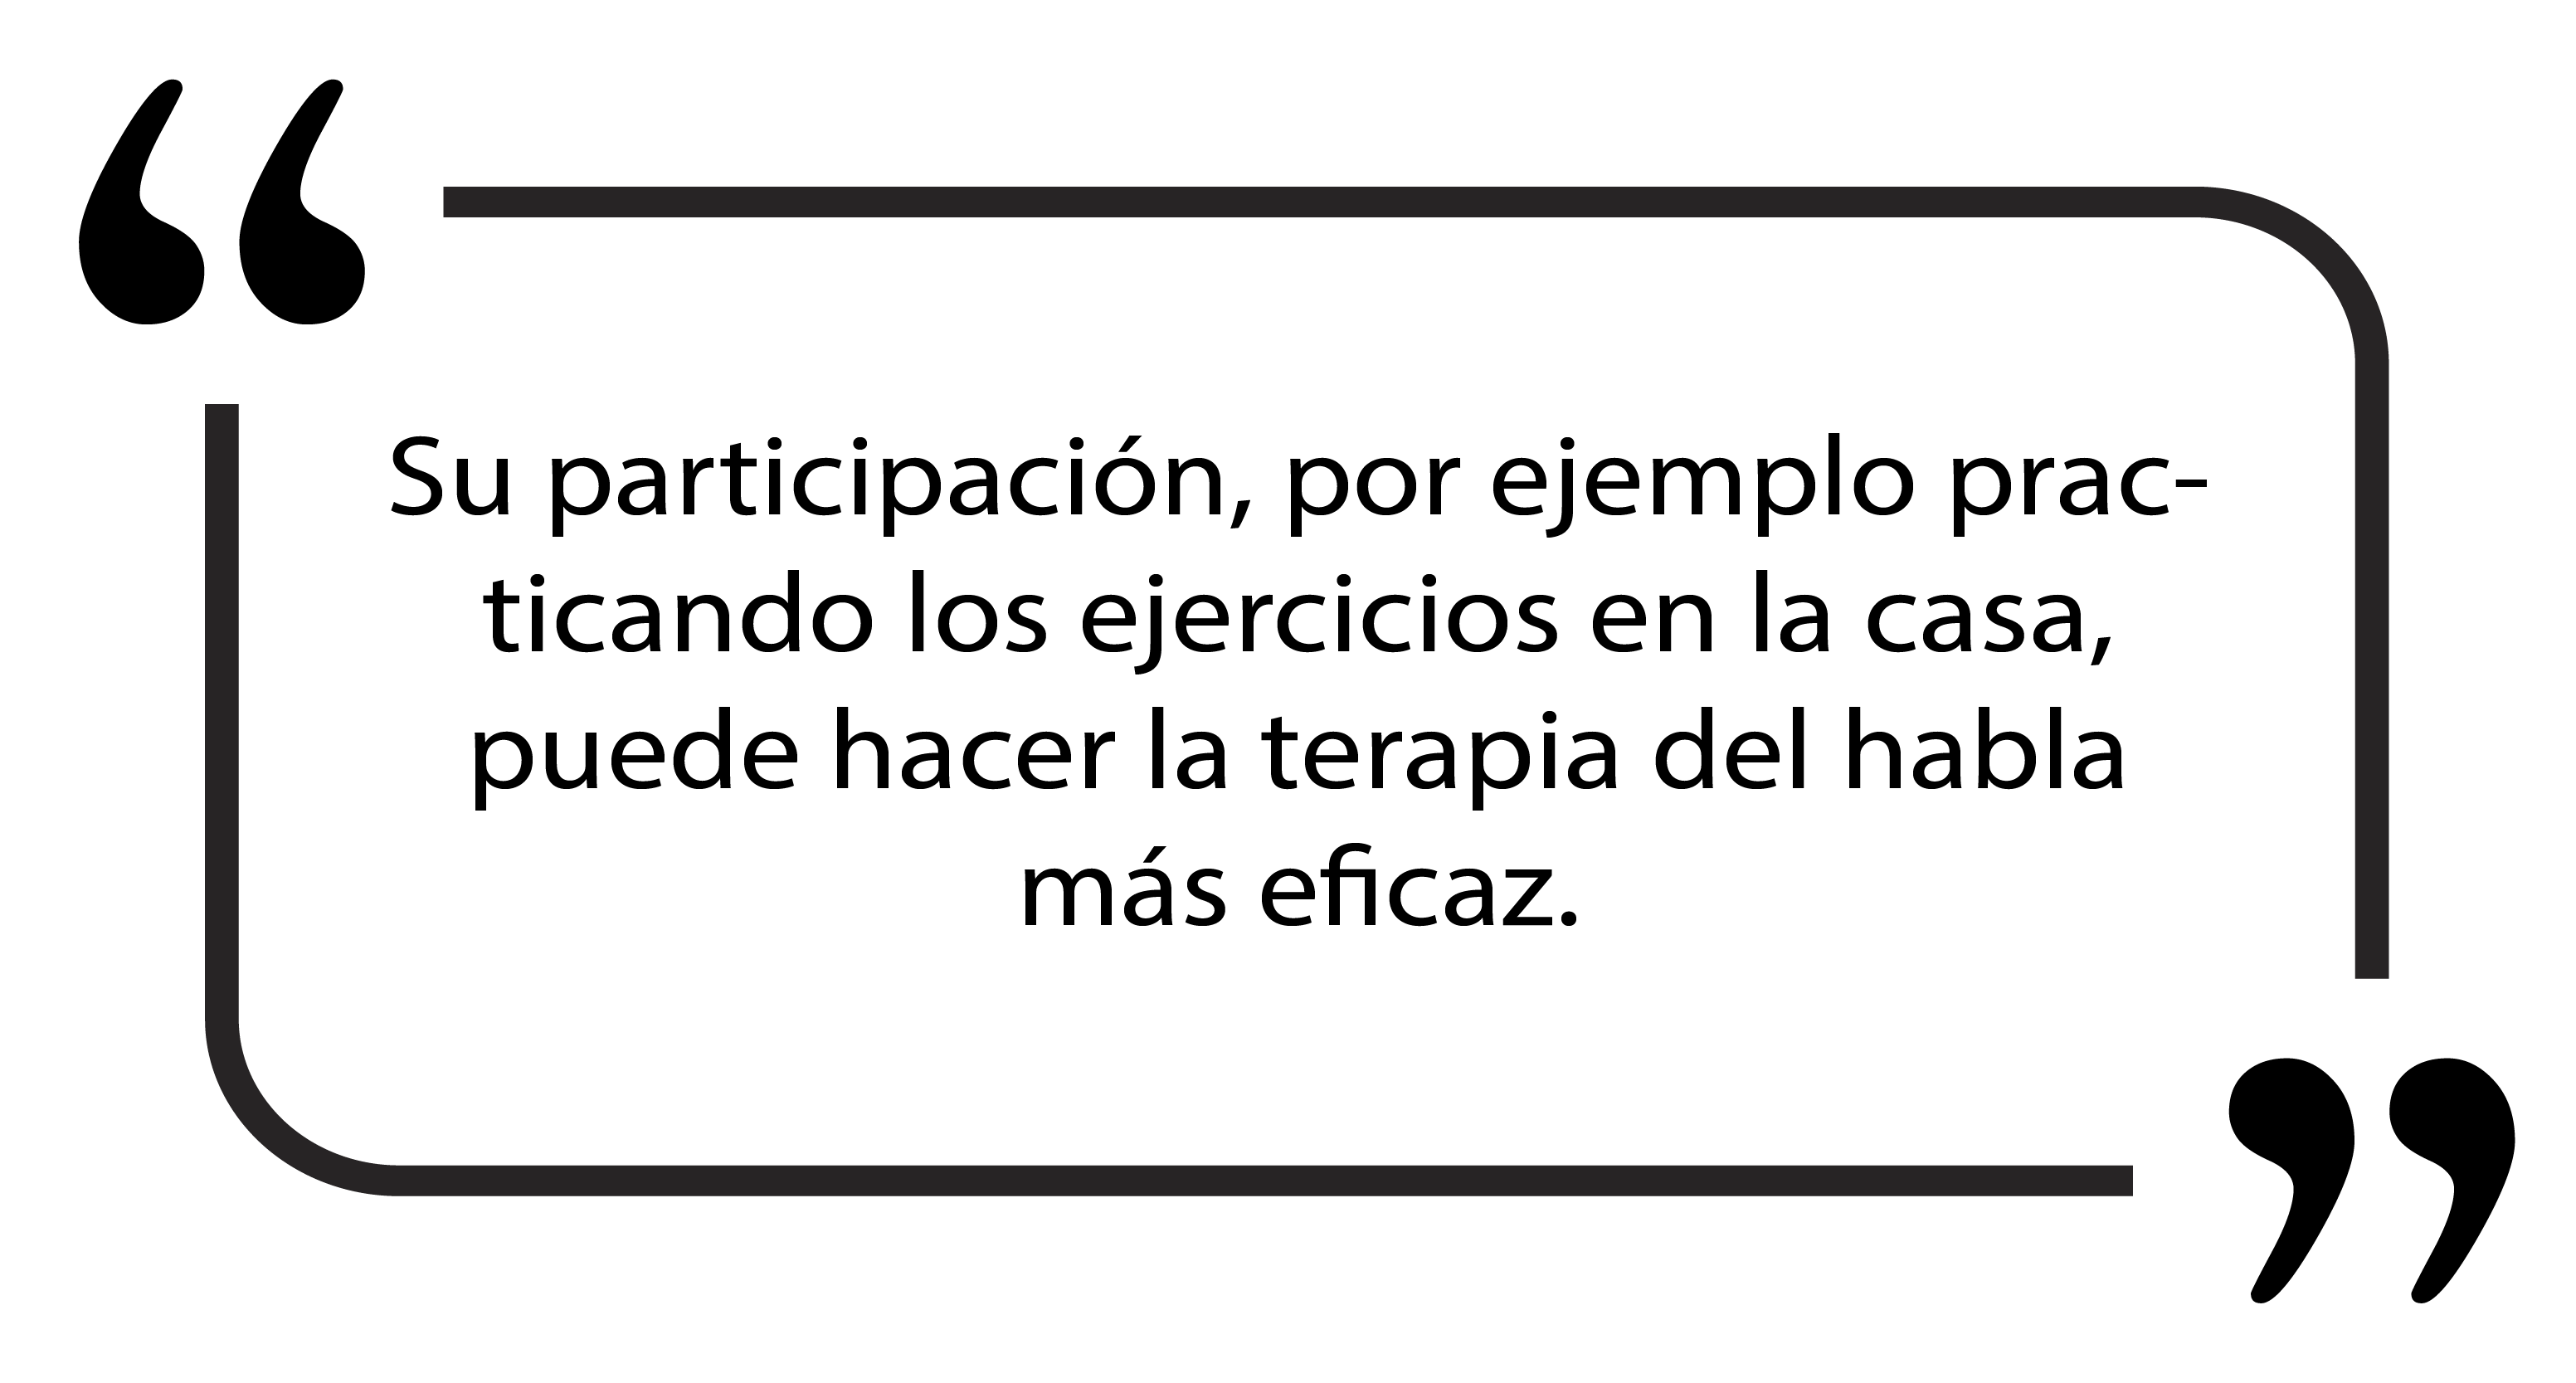 “
Su participación, por ejemplo prac-
ticando los ejercicios en la casa,
puede hacer la terapia del habla
más eficaz.
”